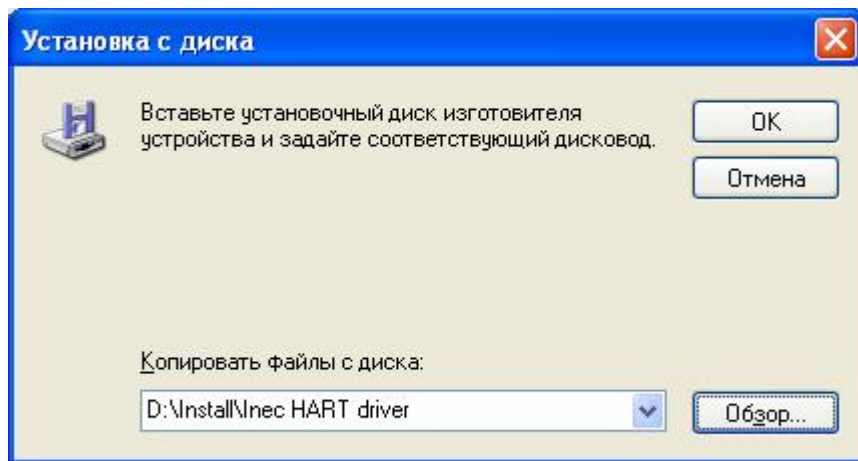 Установка с диска
Вставьте установочный диск изготовителя
устройства и задайте соответствующий дисковод.
OK
Отмена
Копировать файлы с диска:
D:\Install\Inec HART driver
Обзор...